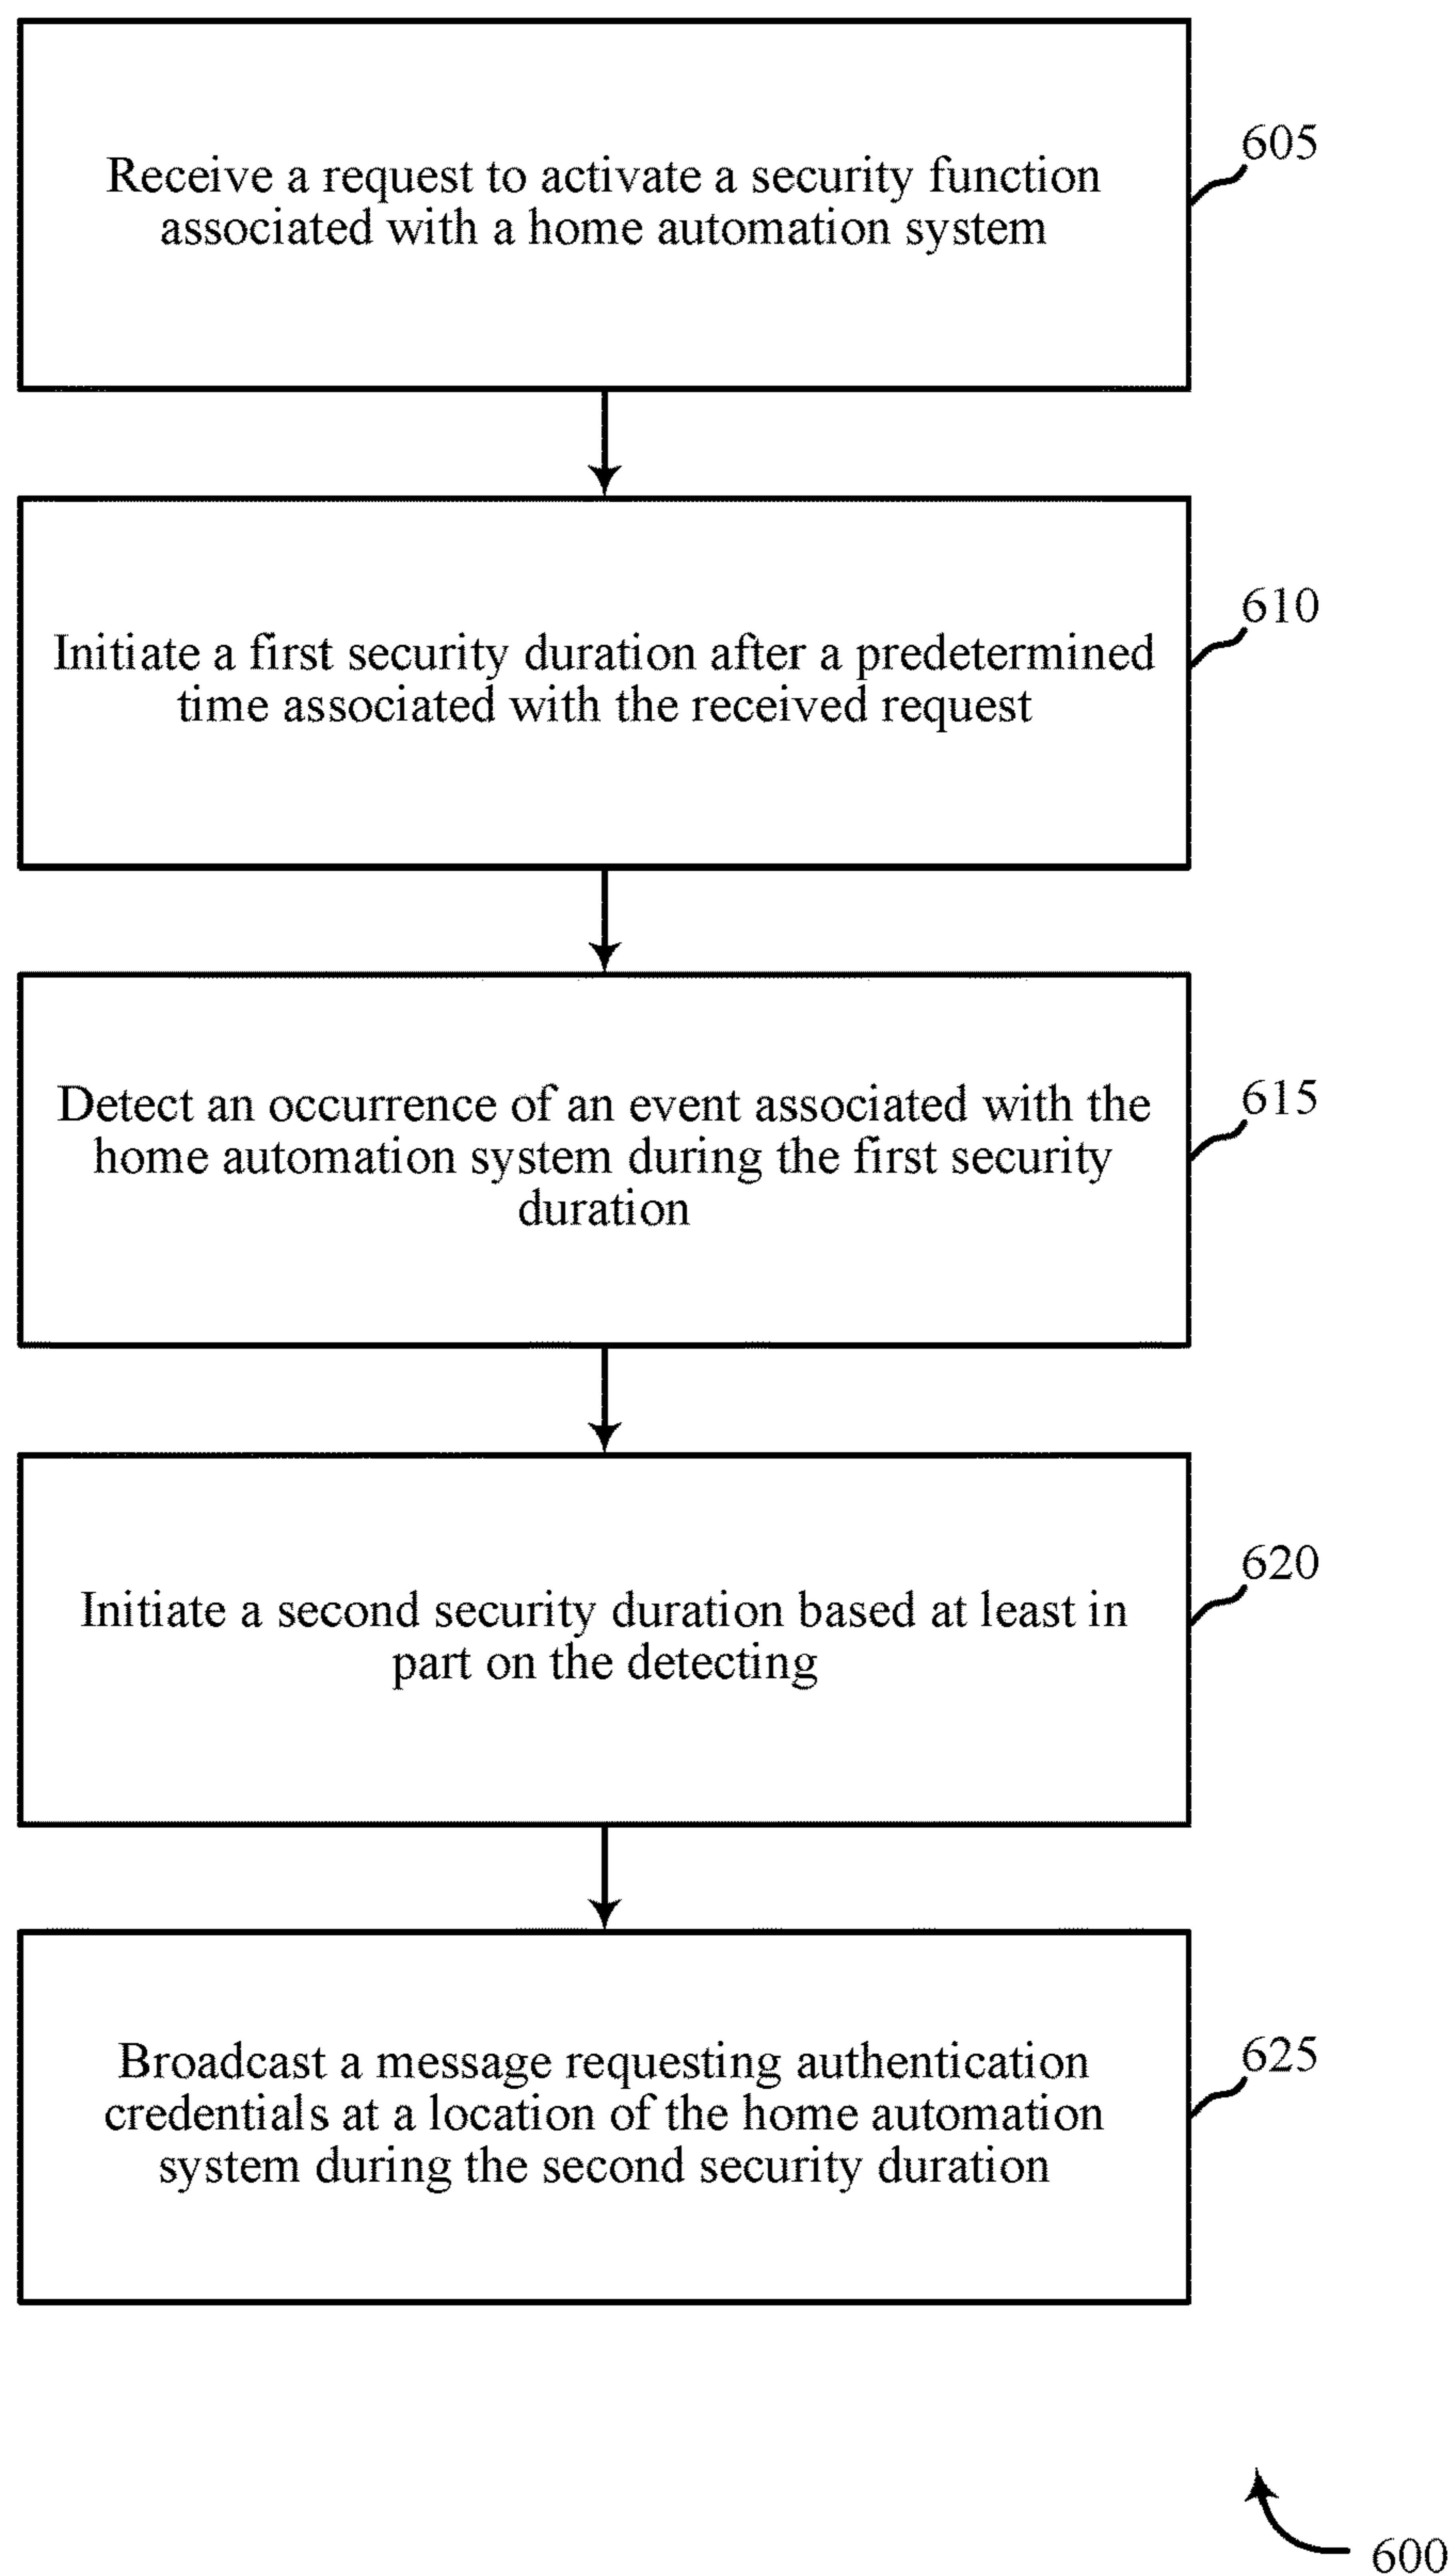 Receive a request to activate a security function
associated with a home automation system
605
Initiate a first security duration after a predetermined
time associated with the received request
610
Detect an occurrence of an event associated with the
home automation system during the first security
duration
615
Initiate a second security duration based at least in
part on the detecting
620
Broadcast a message requesting authentication
credentials at a location of the home automation
system during the second security duration
625
600